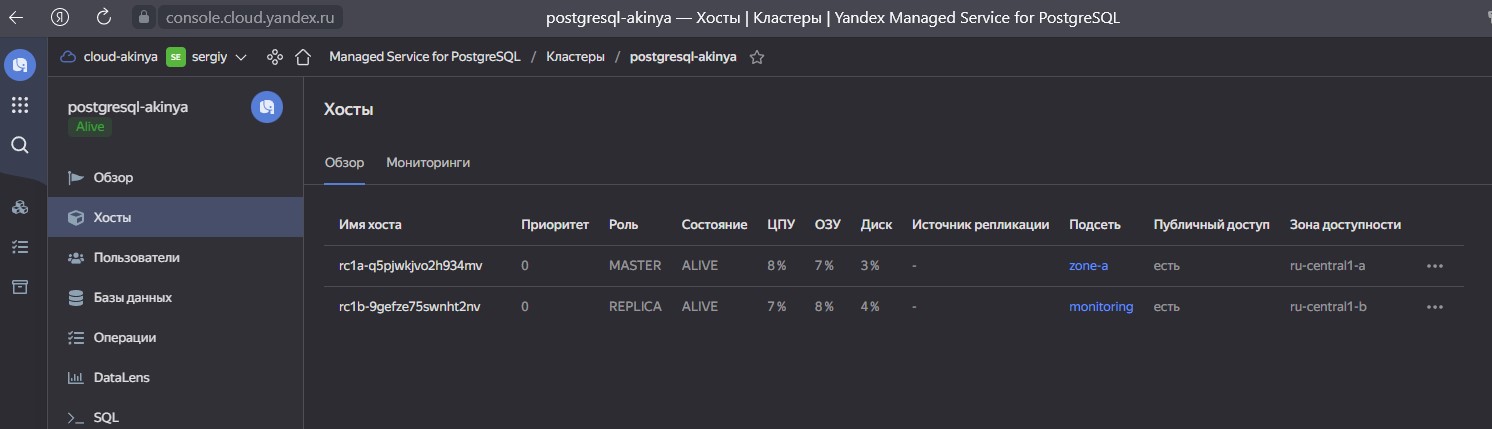 console.cloud.yandex.ru postgresql-akinya — Хосты | Кластеры | Yandex Managed Service for PostgreSQL
cloud-akinya SE sergiy Managed Service for PostgreSQL / Кластеры / postgresql-akinya
postgresql-akinya
Alive
Обзор
Хосты
Пользователи
Базы данных
Операции
DataLens
SQL
Хосты
Обзор Мониторинги
Имя хоста Приоритет Роль Состояние ЦПУ ОЗУ Диск Источник репликации Подсеть Публичный доступ Зона доступности
rc1a-q5pjwkjvo2h934mv 0 MASTER ALIVE 8 % 7 % 3 % - zone-a есть ru-central1-a
rc1b-9gefze75swnht2nv 0 REPLICA ALIVE 7 % 8 % 4 % - monitoring есть ru-central1-b